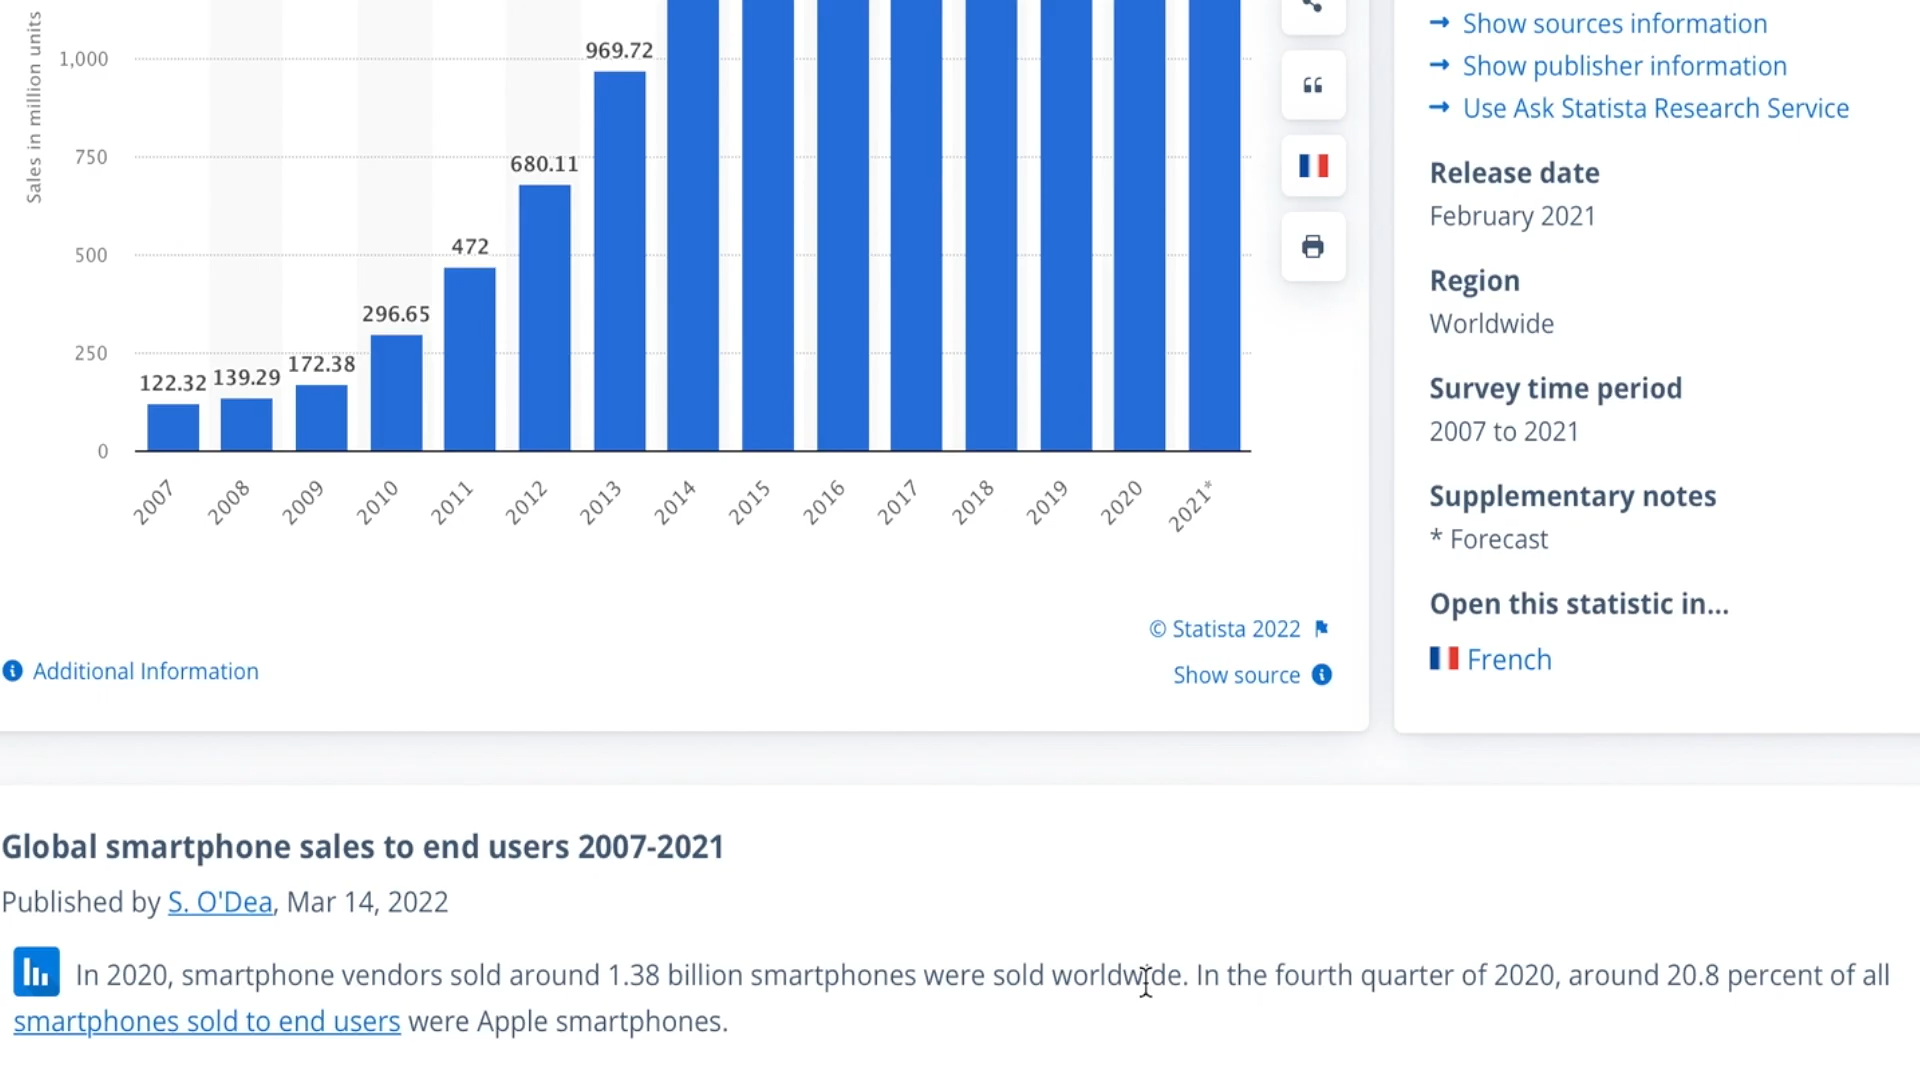 Sales in million units
1,000
750
500
250
0
122.32
139.29
172.38
296.65
472
680.11
969.72
2007
2008
2009
2010
2011
2012
2013
2014
2015
2016
2017
2018
2019
2020
2021*
Additional Information
© Statista 2022
Show source
→ Show sources information
→ Show publisher information
→ Use Ask Statista Research Service
Release date
February 2021
Region
Worldwide
Survey time period
2007 to 2021
Supplementary notes
* Forecast
Open this statistic in...
French
Global smartphone sales to end users 2007-2021
Published by S. O'Dea, Mar 14, 2022
In 2020, smartphone vendors sold around 1.38 billion smartphones were sold worldwide. In the fourth quarter of 2020, around 20.8 percent of all
smartphones sold to end users were Apple smartphones.